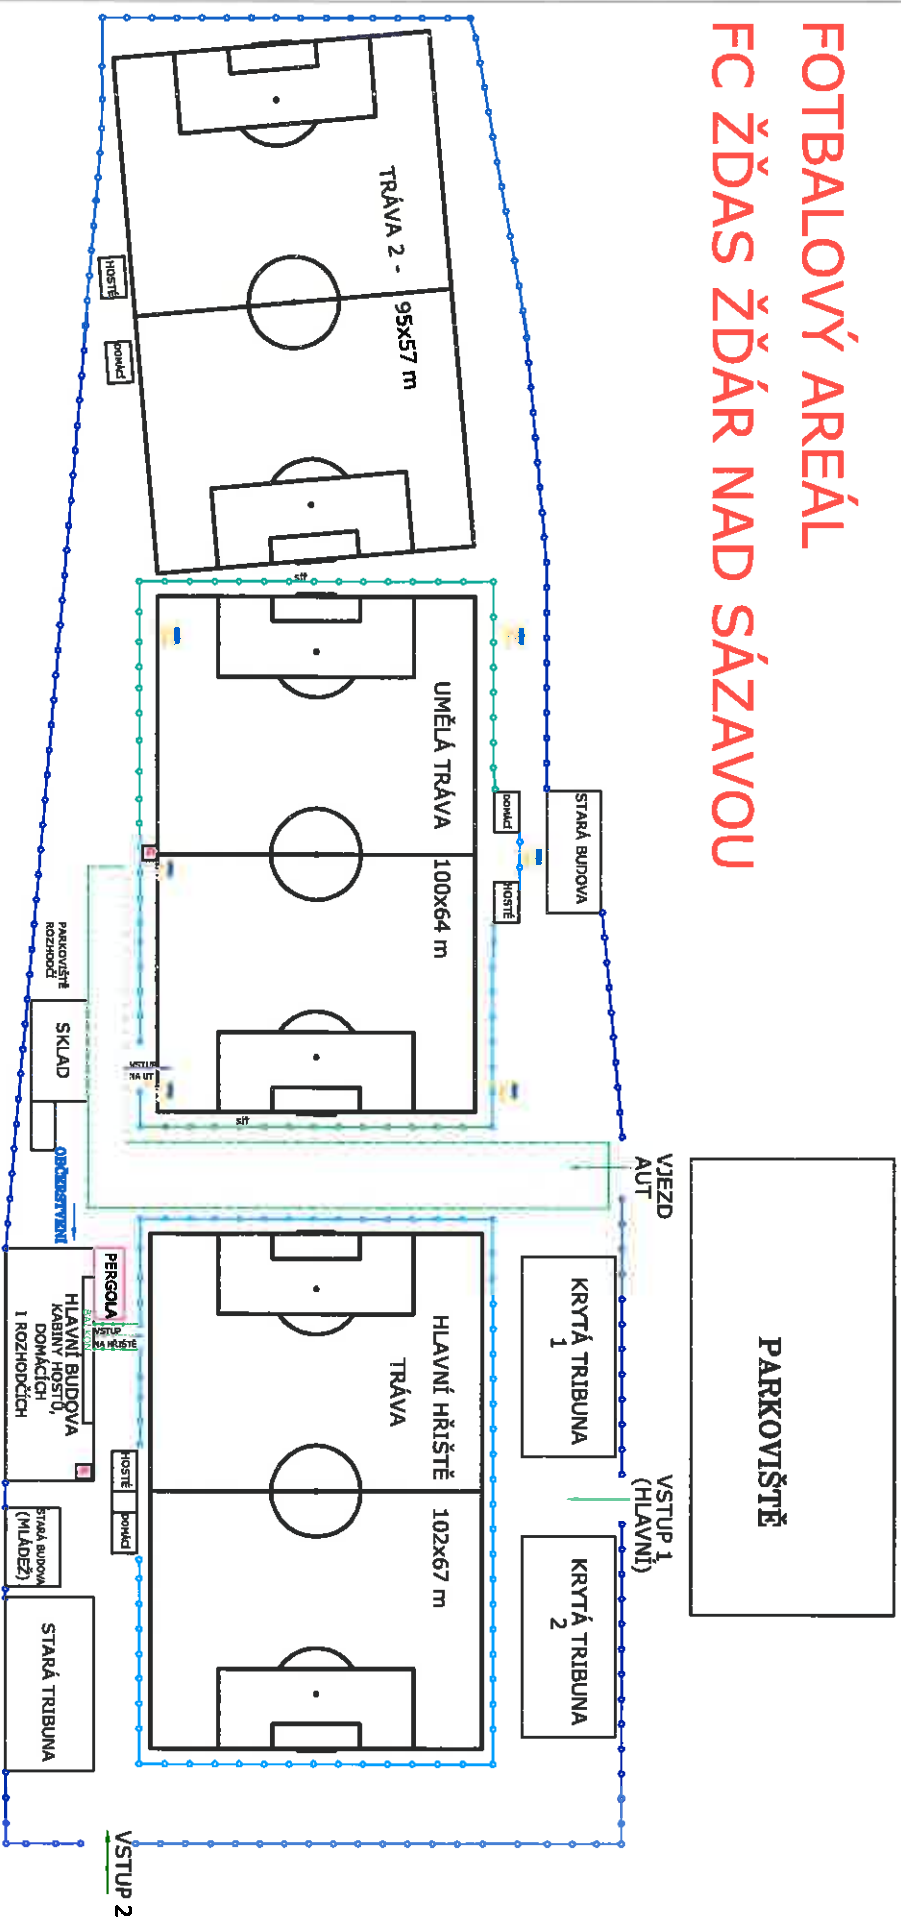 FOTBALOVÝ AREÁL
FC ŽĎAS ŽĎÁR NAD SÁZAVOU
PARKOVIŠTĚ
VJEZD
AUT
VSTUP 1
(HLAVNÍ)
STARÁ BUDOVA
KRYTÁ TRIBUNA
1
KRYTÁ TRIBUNA
2
DOMÁCÍ
HOSTÉ
TRÁVA 2 - 95x57 m
síť
UMĚLÁ TRÁVA 100x64 m
síť
HLAVNÍ HŘIŠTĚ 102x67 m
TRÁVA
HOSTÉ
DOMÁCÍ
VSTUP
NA UT
PARKOVIŠTĚ
ROZHODČÍ
SKLAD
OBČERSTVENÍ
PERGOLA
VSTUP
NA HŘIŠTĚ
BALKON
HLAVNÍ BUDOVA
KABINY HOSTŮ,
DOMÁCÍCH
I ROZHODČÍCH
HOSTÉ
DOMÁCÍ
STARÁ BUDOVA
(MLÁDEŽ)
STARÁ TRIBUNA
VSTUP 2